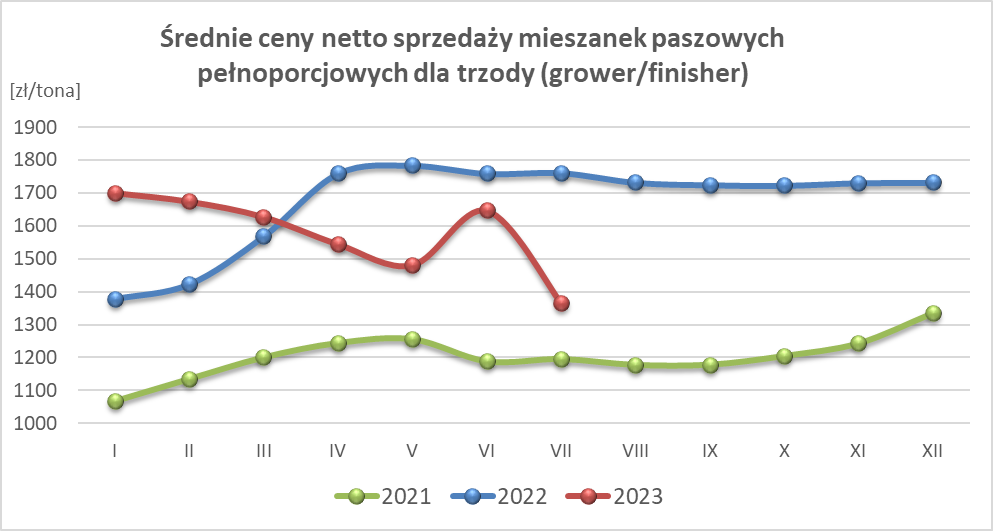 Średnie ceny netto sprzedaży mieszanek paszowych
pełnoporcjowych dla trzody (grower/finisher)
[zł/tona]
1900
1800
1700
1600
1500
1400
1300
1200
1100
1000
I II III IV V VI VII VIII IX X XI XII
2021 2022 2023